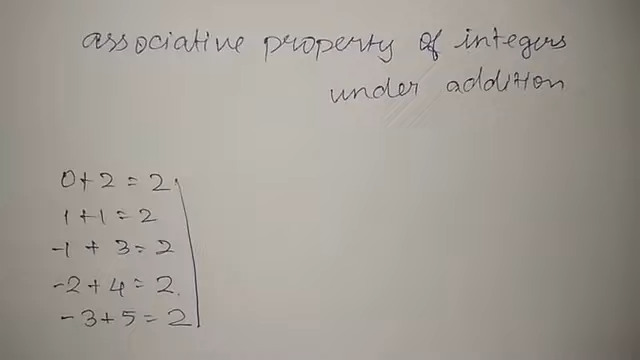 associative property of integers
under addition
0+2=2
1+1=2
-1+3=2
-2+4=2
-3+5=2